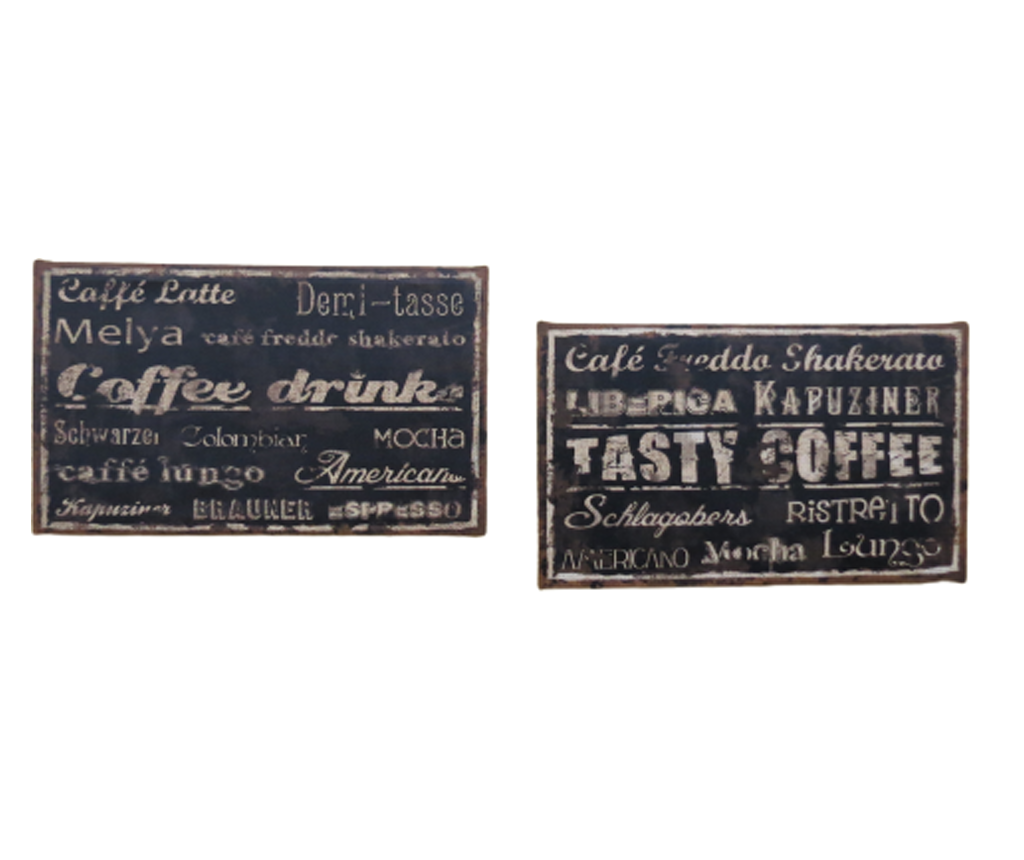 Caffé Latte Demi-tasse
Melya café freddo shakerato
Coffee drinks
Schwarzer Colombian MOCHA
caffé lungo Americano
Kapuziner BRAUNER ESPRESSO
Café Freddo Shakerato
LIBERICA KAPUZINER
TASTY COFFEE
Schlagobers RiSTRETTO
AMERICANO Mocha Lungo